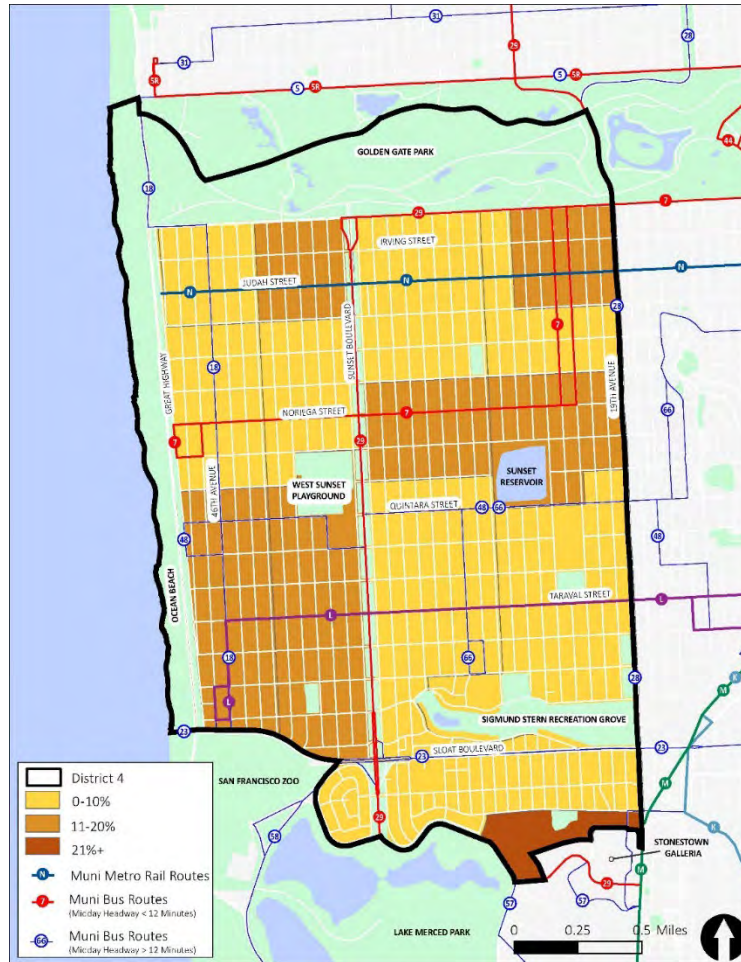 31
28
29
5R
31
5
5R
5
5R
44
GOLDEN GATE PARK
18
29
7
IRVING STREET
JUDAH STREET
N
N
N
SUNSET BOULEVARD
28
7
GREAT HIGHWAY
18
19TH AVENUE
NORIEGA STREET
7
66
7
29
SUNSET
RESERVOIR
WEST SUNSET
PLAYGROUND
46TH AVENUE
QUINTARA STREET
48
66
48
48
OCEAN BEACH
TARAVAL STREET
L
L
18
66
28
L
M
K
SIGMUND STERN RECREATION GROVE
23
SLOAT BOULEVARD
23
23
SAN FRANCISCO ZOO
M
58
29
K
STONESTOWN
GALLERIA
M
29
57
57
LAKE MERCED PARK
0
0.25
0.5 Miles
District 4
0-10%
11-20%
21%+
N
Muni Metro Rail Routes
7
Muni Bus Routes
(Micday Headway < 12 Minutes)
66
Muni Bus Routes
(Micday Headway > 12 Minutes)